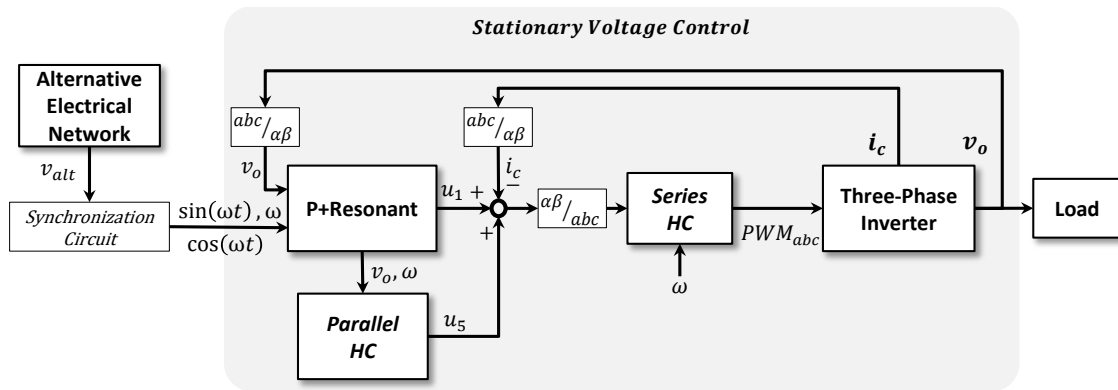 Stationary Voltage Control
Alternative
Electrical
Network
abc/αβ
abc/αβ
i_c
v_o
v_alt
v_o
i_c
−
Synchronization
Circuit
sin(ωt), ω
cos(ωt)
P+Resonant
u_1 +
+
αβ/abc
Series
HC
PWM_abc
Three-Phase
Inverter
Load
v_o, ω
ω
Parallel
HC
u_5